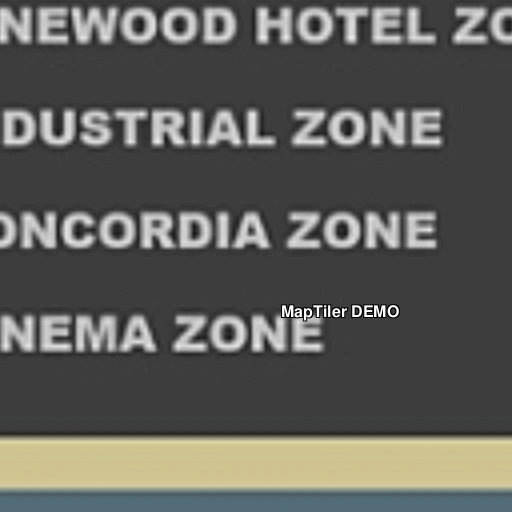 NEWOOD HOTEL ZO
DUSTRIAL ZONE
ONCORDIA ZONE
NEMA ZONE
MapTiler DEMO